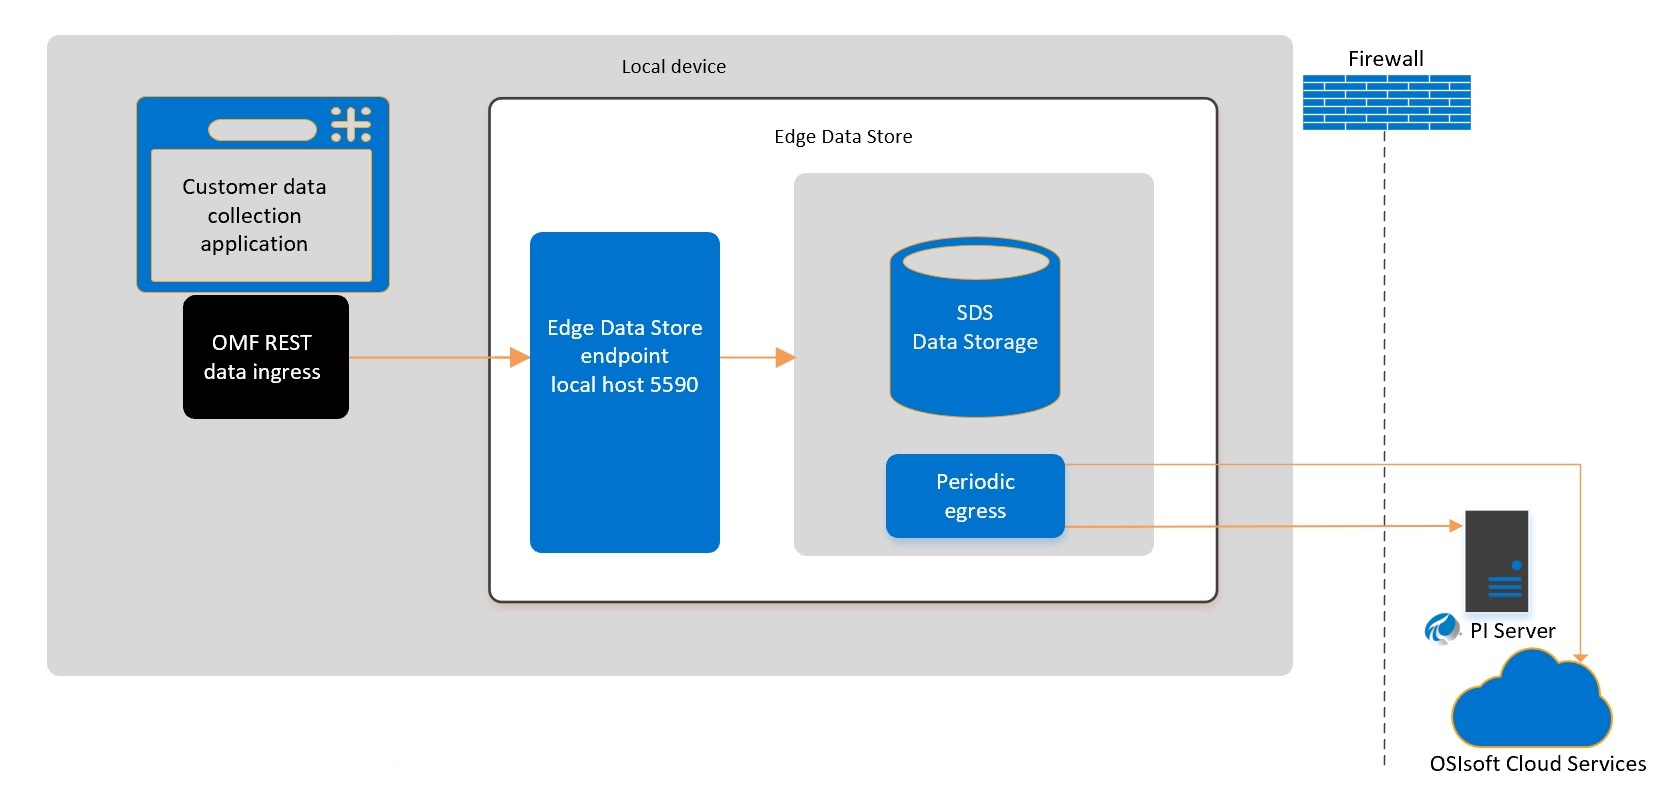 Local device
Firewall
Edge Data Store
Customer data
collection
application
OMF REST
data ingress
Edge Data Store
endpoint
local host 5590
SDS
Data Storage
Periodic
egress
PI Server
OSIsoft Cloud Services